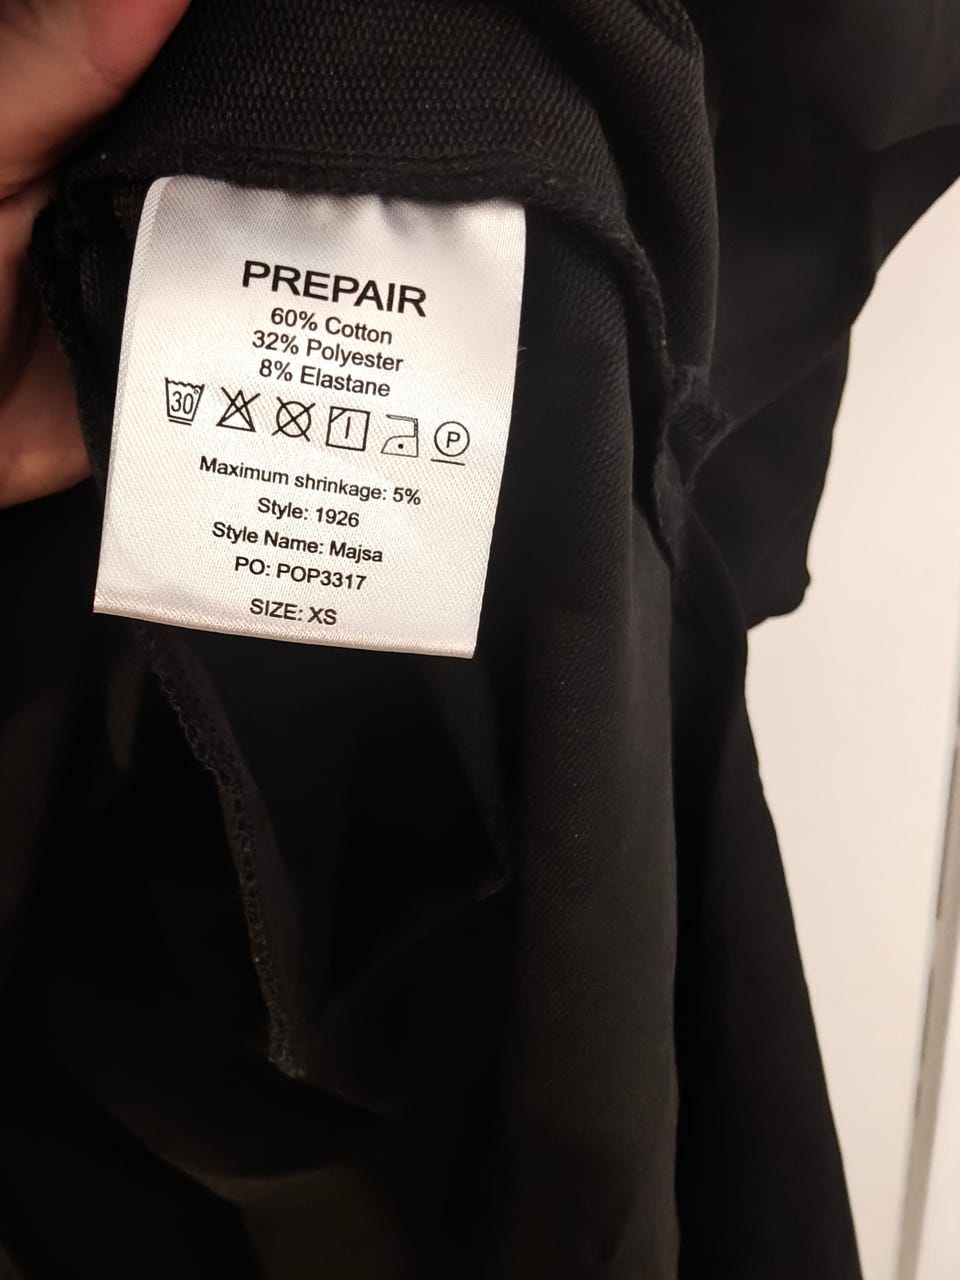 PREPAIR
60% Cotton
32% Polyester
8% Elastane
30 P
Maximum shrinkage: 5%
Style: 1926
Style Name: Majsa
PO: POP3317
SIZE: XS